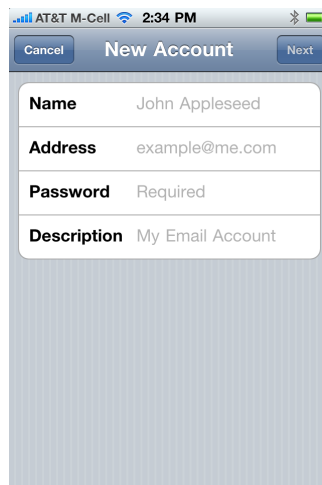 AT&T M-Cell 2:34 PM
Cancel New Account Next
Name John Appleseed
Address example@me.com
Password Required
Description My Email Account